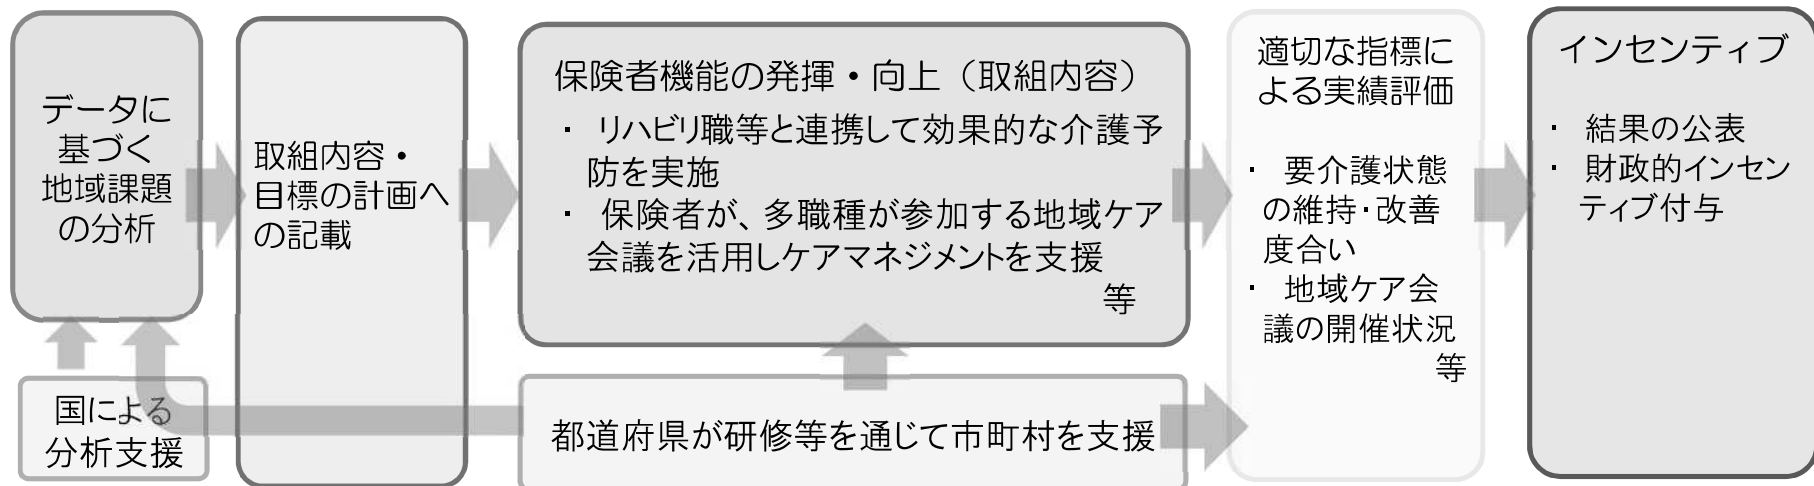 データに
基づく
地域課題
の分析
国による
分析支援
取組内容・
目標の計画へ
の記載
保険者機能の発揮・向上（取組内容）
・ リハビリ職等と連携して効果的な介護予
防を実施
・ 保険者が、多職種が参加する地域ケア
会議を活用しケアマネジメントを支援
等
都道府県が研修等を通じて市町村を支援
適切な指標に
よる実績評価
・ 要介護状態
の維持・改善
度合い
・ 地域ケア会
議の開催状況
等
インセンティブ
・ 結果の公表
・ 財政的インセン
ティブ付与